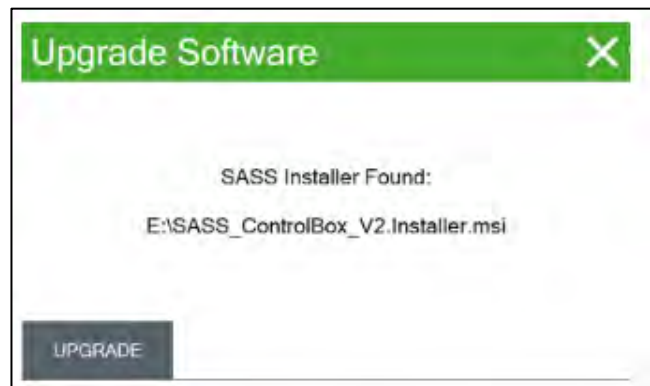 Upgrade Software
SASS Installer Found:
E:\SASS_ControlBox_V2.Installer.msi
UPGRADE